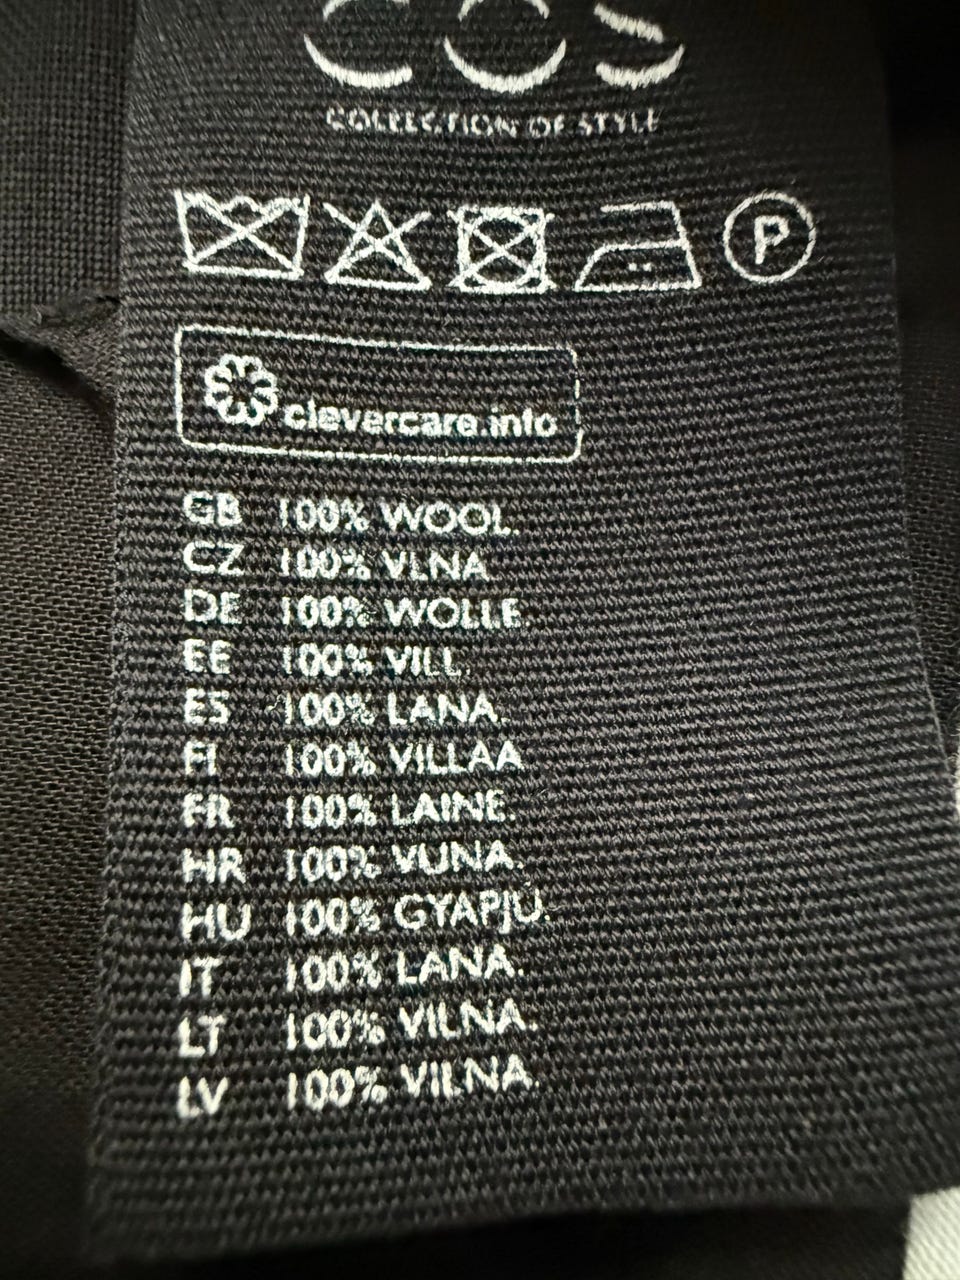 COS
COLLECTION OF STYLE
P
clevercare.info
GB 100% WOOL.
CZ 100% VLNA
DE 100% WOLLE.
EE 100% VILL.
ES 100% LANA.
FI 100% VILLAA
FR 100% LAINE.
HR 100% VUNA.
HU 100% GYAPJÚ.
IT 100% LANA.
LT 100% VILNA.
LV 100% VILNA.